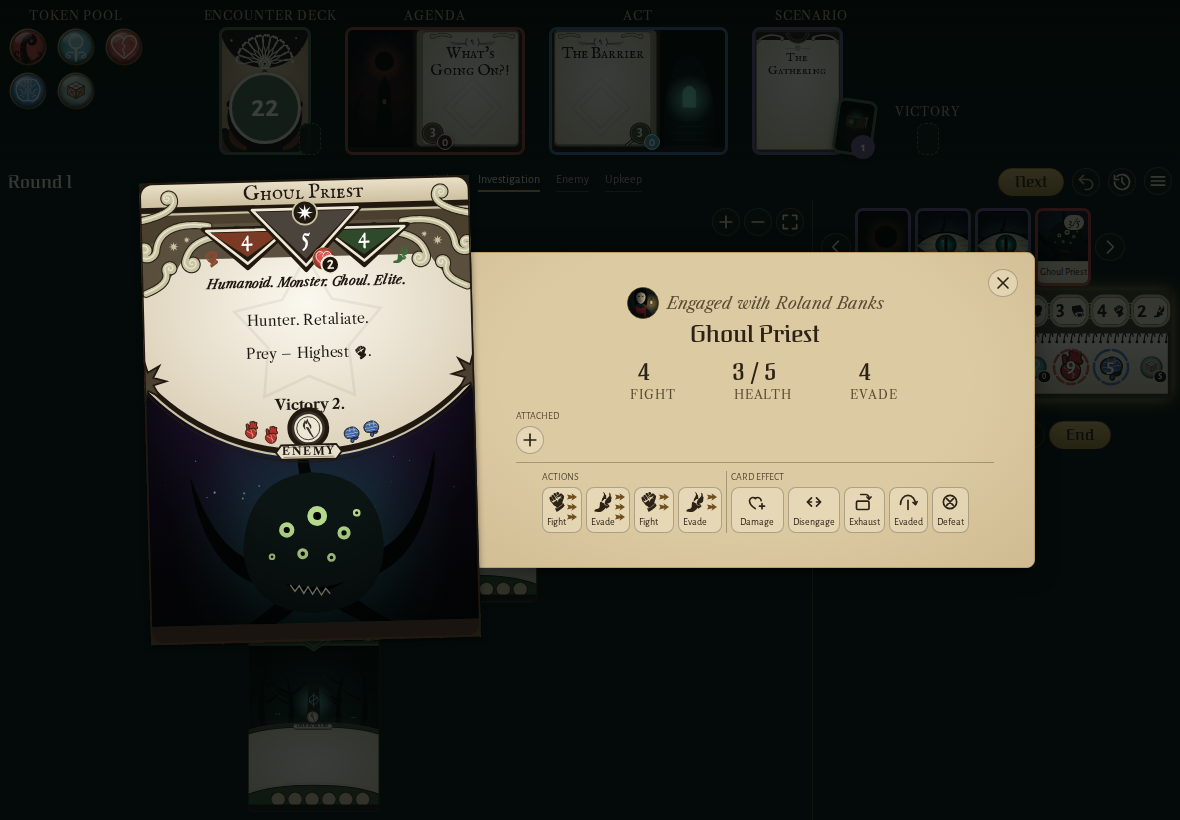 TOKEN POOL
ENCOUNTER DECK
AGENDA
ACT
SCENARIO
22
What's
Going On?!
3
0
The Barrier
3
0
The
Gathering
1
VICTORY
Round 1
Investigation
Enemy
Upkeep
Next
3/5
Ghoul Priest
3
4
2
0
9
5
5
End
Ghoul Priest
4
5
4
2
Humanoid. Monster. Ghoul. Elite.
Hunter. Retaliate.
Prey – Highest .
Victory 2.
ENEMY
Engaged with Roland Banks
Ghoul Priest
4
3 / 5
4
FIGHT
HEALTH
EVADE
ATTACHED
ACTIONS
CARD EFFECT
Fight
Evade
Fight
Evade
Damage
Disengage
Exhaust
Evaded
Defeat